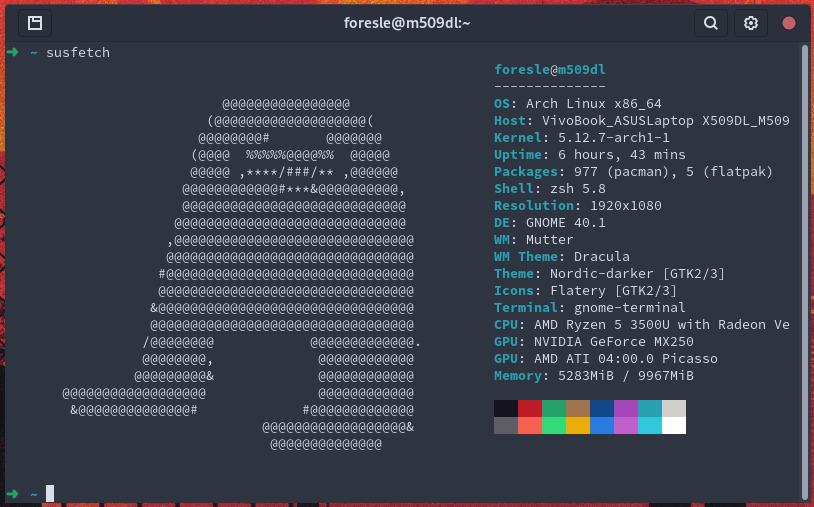 foresle@m509dl:~
➜ ~ susfetch
foresle@m509dl
--------------
@@@@@@@@@@@@@@@@ OS: Arch Linux x86_64
(@@@@@@@@@@@@@@@@@@@( Host: VivoBook_ASUSLaptop X509DL_M509
@@@@@@@@# @@@@@@@ Kernel: 5.12.7-arch1-1
(@@@@ %%%%%@@@@%% @@@@@ Uptime: 6 hours, 43 mins
@@@@@ ,****/###/** ,@@@@@@ Packages: 977 (pacman), 5 (flatpak)
@@@@@@@@@@@@#***&@@@@@@@@@@, Shell: zsh 5.8
@@@@@@@@@@@@@@@@@@@@@@@@@@@@ Resolution: 1920x1080
@@@@@@@@@@@@@@@@@@@@@@@@@@@@@ DE: GNOME 40.1
,@@@@@@@@@@@@@@@@@@@@@@@@@@@@@@ WM: Mutter
@@@@@@@@@@@@@@@@@@@@@@@@@@@@@@@ WM Theme: Dracula
#@@@@@@@@@@@@@@@@@@@@@@@@@@@@@@@ Theme: Nordic-darker [GTK2/3]
@@@@@@@@@@@@@@@@@@@@@@@@@@@@@@@@ Icons: Flatery [GTK2/3]
&@@@@@@@@@@@@@@@@@@@@@@@@@@@@@@@@ Terminal: gnome-terminal
@@@@@@@@@@@@@@@@@@@@@@@@@@@@@@@@@ CPU: AMD Ryzen 5 3500U with Radeon Ve
/@@@@@@@@ @@@@@@@@@@@@@. GPU: NVIDIA GeForce MX250
@@@@@@@@, @@@@@@@@@@@@ GPU: AMD ATI 04:00.0 Picasso
@@@@@@@@@& @@@@@@@@@@@@ Memory: 5283MiB / 9967MiB
@@@@@@@@@@@@@@@@@@ @@@@@@@@@@@@
&@@@@@@@@@@@@@@# #@@@@@@@@@@@@@
@@@@@@@@@@@@@@@@@@&
@@@@@@@@@@@@@@
➜ ~